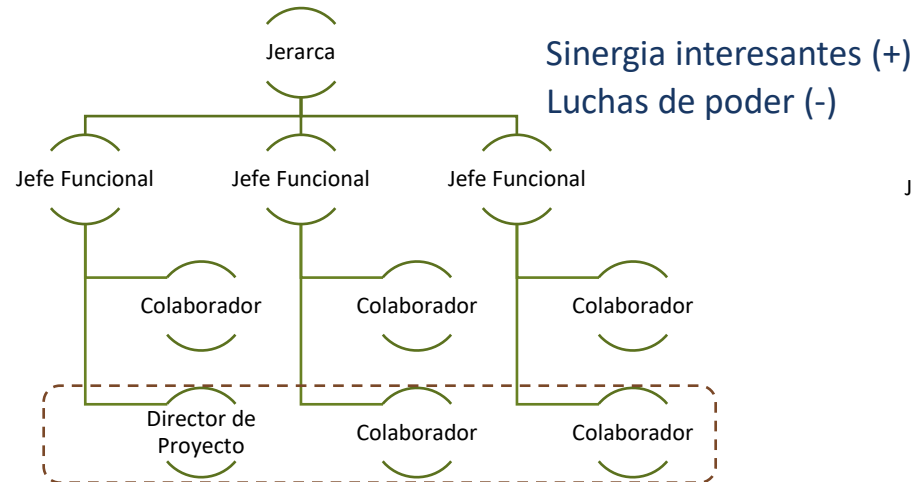 Jerarca
Sinergia interesantes (+)
Luchas de poder (-)
Jefe Funcional
Jefe Funcional
Jefe Funcional
J
Colaborador
Colaborador
Colaborador
Director de
Proyecto
Colaborador
Colaborador